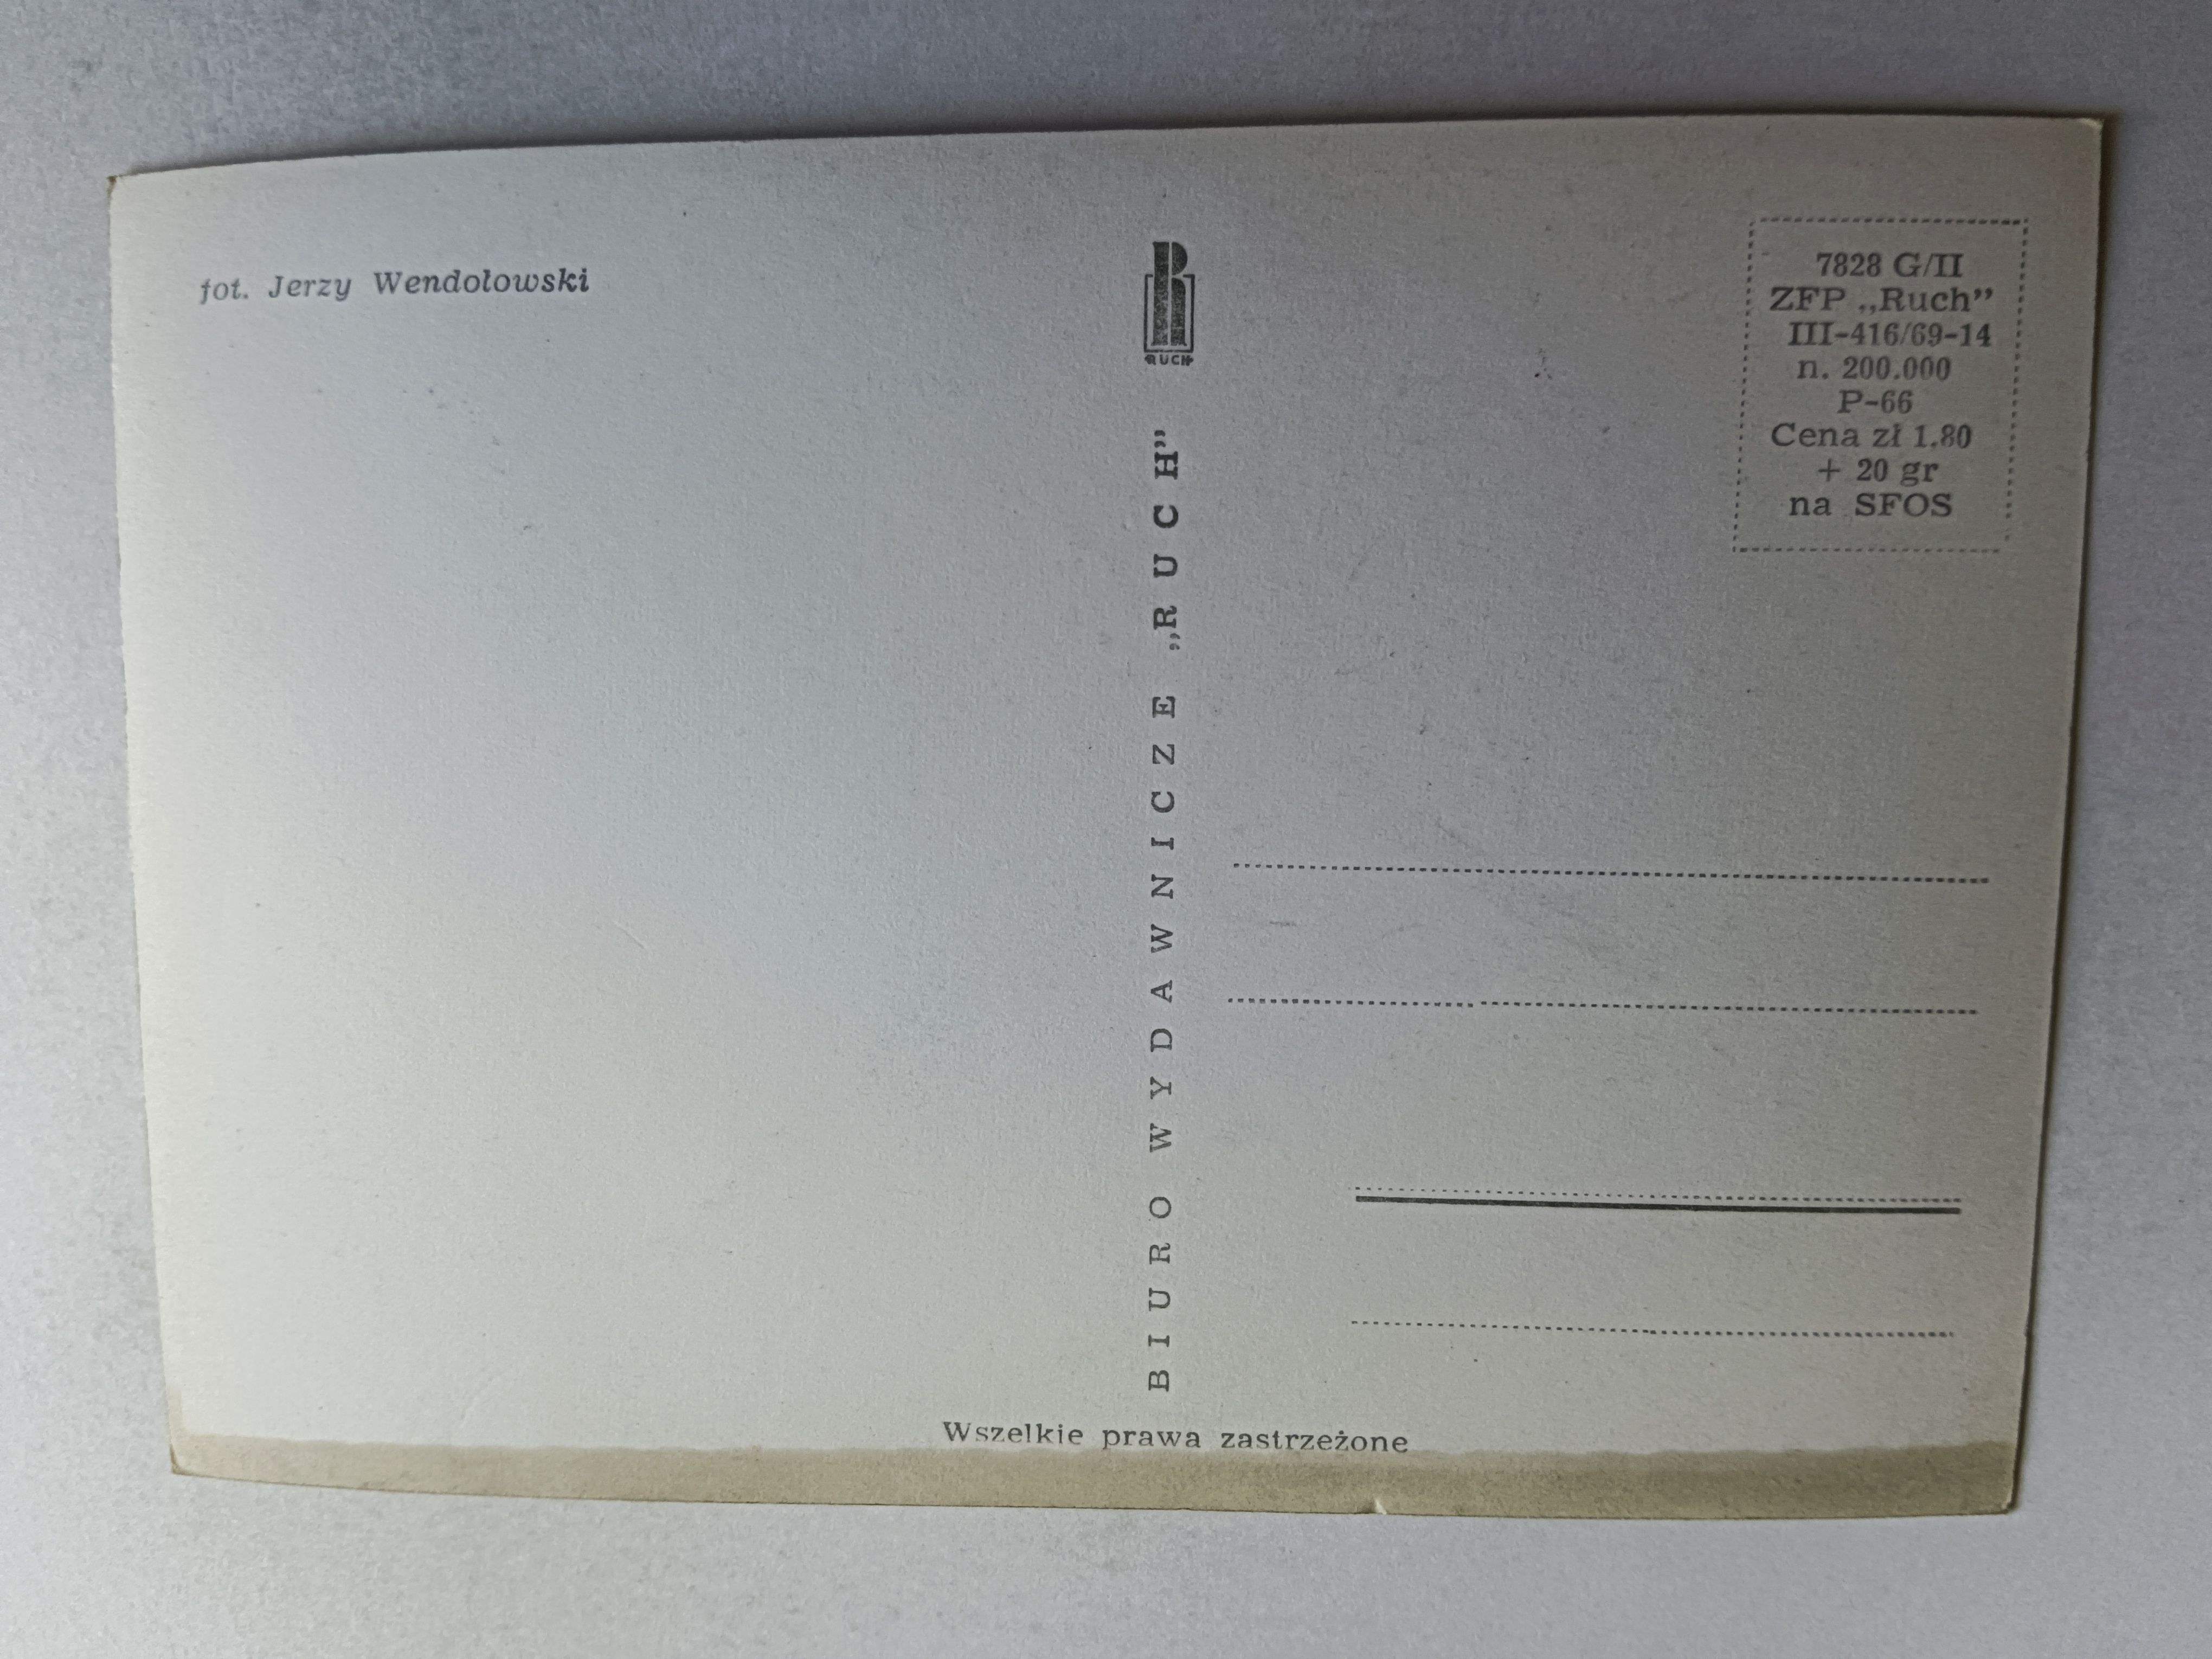 fot. Jerzy Wendołowski
RUCH
BIURO WYDAWNICZE „RUCH”
7828 G/II
ZFP „Ruch”
III-416/69-14
n. 200.000
P-66
Cena zł 1.80
+ 20 gr
na SFOS
Wszelkie prawa zastrzeżone